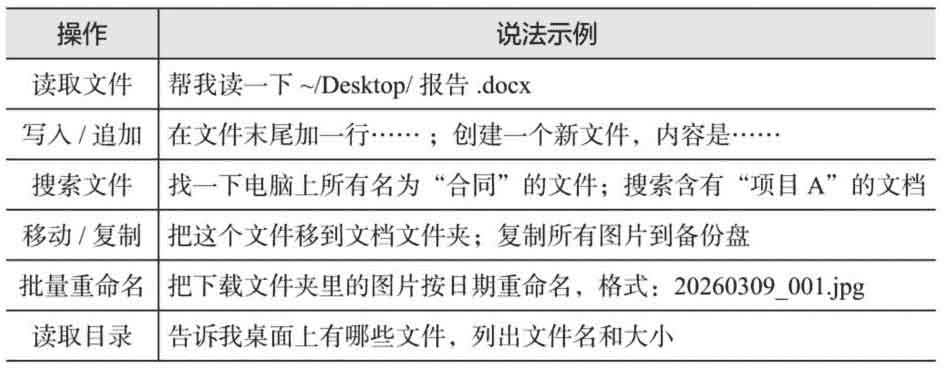 操作 说法示例
读取文件 帮我读一下 ~/Desktop/ 报告 .docx
写入 / 追加 在文件末尾加一行…… ；创建一个新文件，内容是……
搜索文件 找一下电脑上所有名为“合同”的文件；搜索含有“项目 A”的文档
移动 / 复制 把这个文件移到文档文件夹；复制所有图片到备份盘
批量重命名 把下载文件夹里的图片按日期重命名，格式：20260309_001.jpg
读取目录 告诉我桌面上有哪些文件，列出文件名和大小